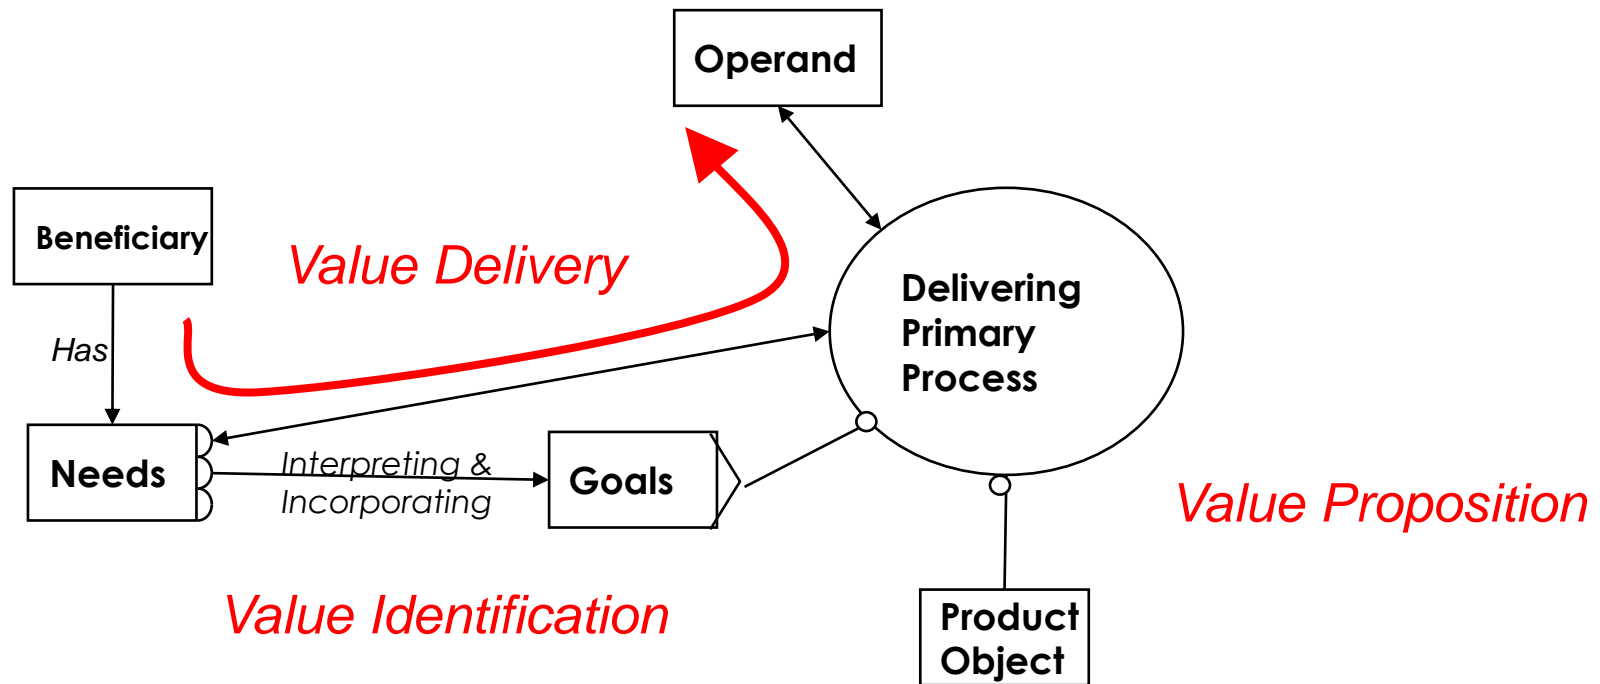 Operand
Beneficiary
Value Delivery
Has
Delivering
Primary
Process
Needs
Interpreting &
Incorporating
Goals
Value Proposition
Value Identification
Product
Object